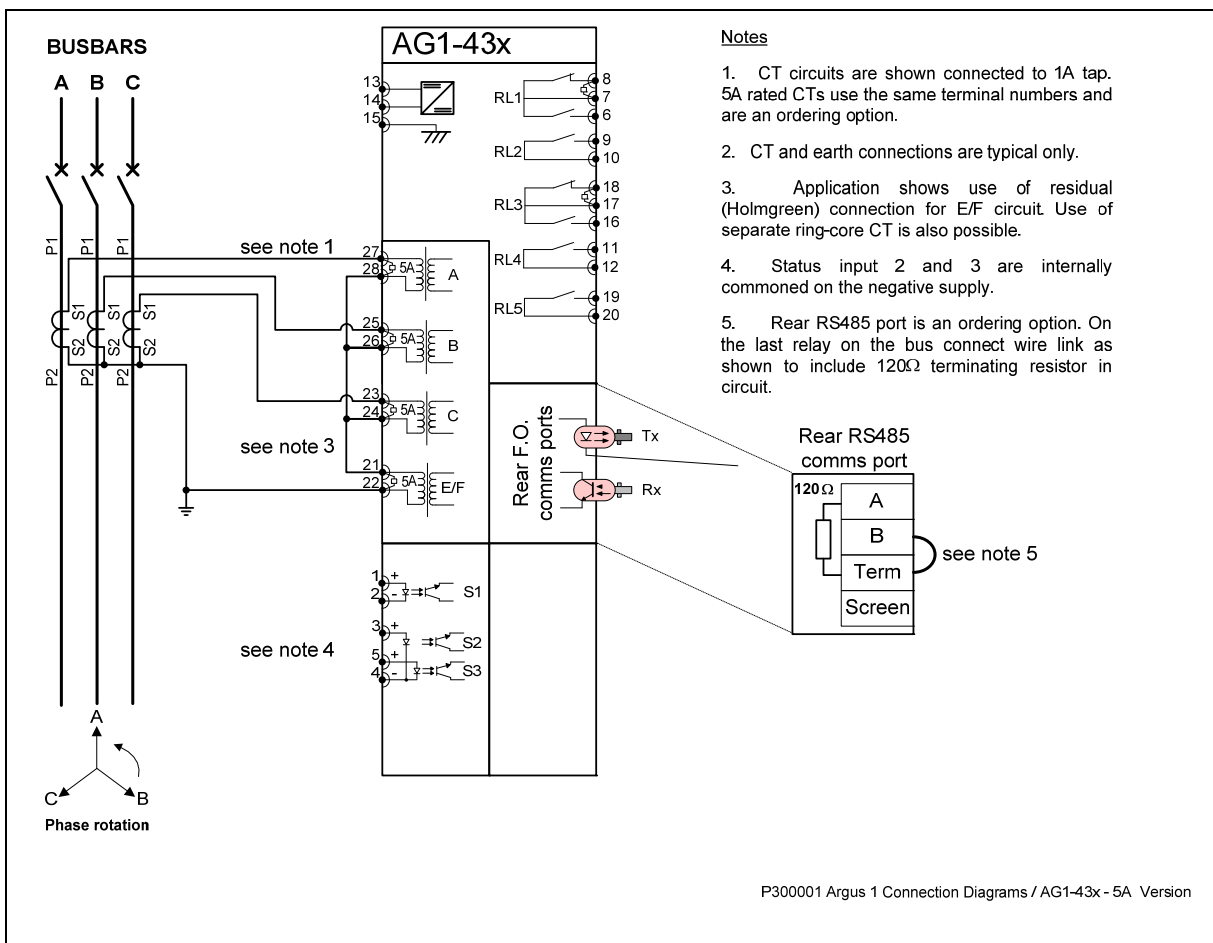 BUSBARS
A B C
P1 P1 P1
S1 S1 S1
S2 S2 S2
P2 P2 P2
A
C B
Phase rotation
see note 1
see note 3
see note 4
AG1-43x
13
14
15
27
28 5A A
25
26 5A B
23
24 5A C
21
22 5A E/F
1 +
2 - S1
3 + S2
5 +
4 - S3
RL1 8
7
6
RL2 9
10
RL3 18
17
16
RL4 11
12
RL5 19
20
Rear F.O.
comms ports
Tx
Rx
Notes
1. CT circuits are shown connected to 1A tap.
5A rated CTs use the same terminal numbers and
are an ordering option.
2. CT and earth connections are typical only.
3. Application shows use of residual
(Holmgreen) connection for E/F circuit. Use of
separate ring-core CT is also possible.
4. Status input 2 and 3 are internally
commoned on the negative supply.
5. Rear RS485 port is an ordering option. On
the last relay on the bus connect wire link as
shown to include 120Ω terminating resistor in
circuit.
Rear RS485
comms port
120Ω
A
B
Term
Screen
see note 5
P300001 Argus 1 Connection Diagrams / AG1-43x - 5A Version